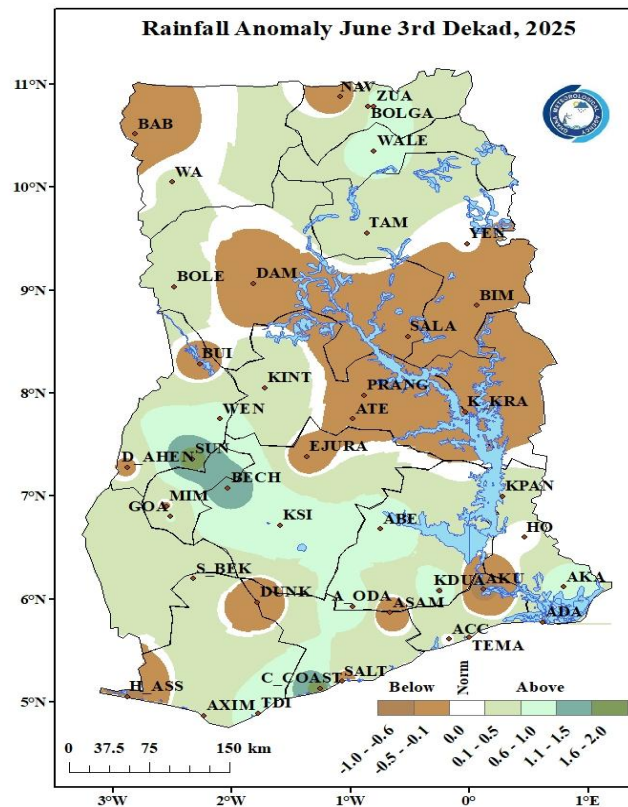 Rainfall Anomaly June 3rd Dekad, 2025
11°N
NAV
ZUA
BOLGA
BAB
WALE
WA
10°N
TAM
YEN
BOLE
DAM
9°N
BIM
SALA
BUI
8°N
KINT
PRANG
K_KRA
WEN
ATE
SUN
EJURA
D_AHEN
BECH
7°N
MIM
KPAN
GOA
KSI
ABE
HO
S_BEK
KDUA
AKU
AKA
6°N
DUNK
A_ODA
ASAM
ADA
ACC
TEMA
C_COAST
SALT
5°N
H_ASS
AXIM
TDI
Below
Norm
Above
-1.0 - -0.6
-0.5 - -0.1
0.0
0.1 - 0.5
0.6 - 1.0
1.1 - 1.5
1.6 - 2.0
0 37.5 75 150 km
3°W 2°W 1°W 0° 1°E